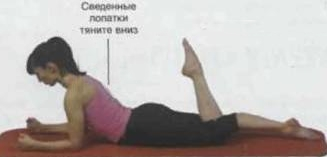 Сведенные
лопатки
тяните вниз